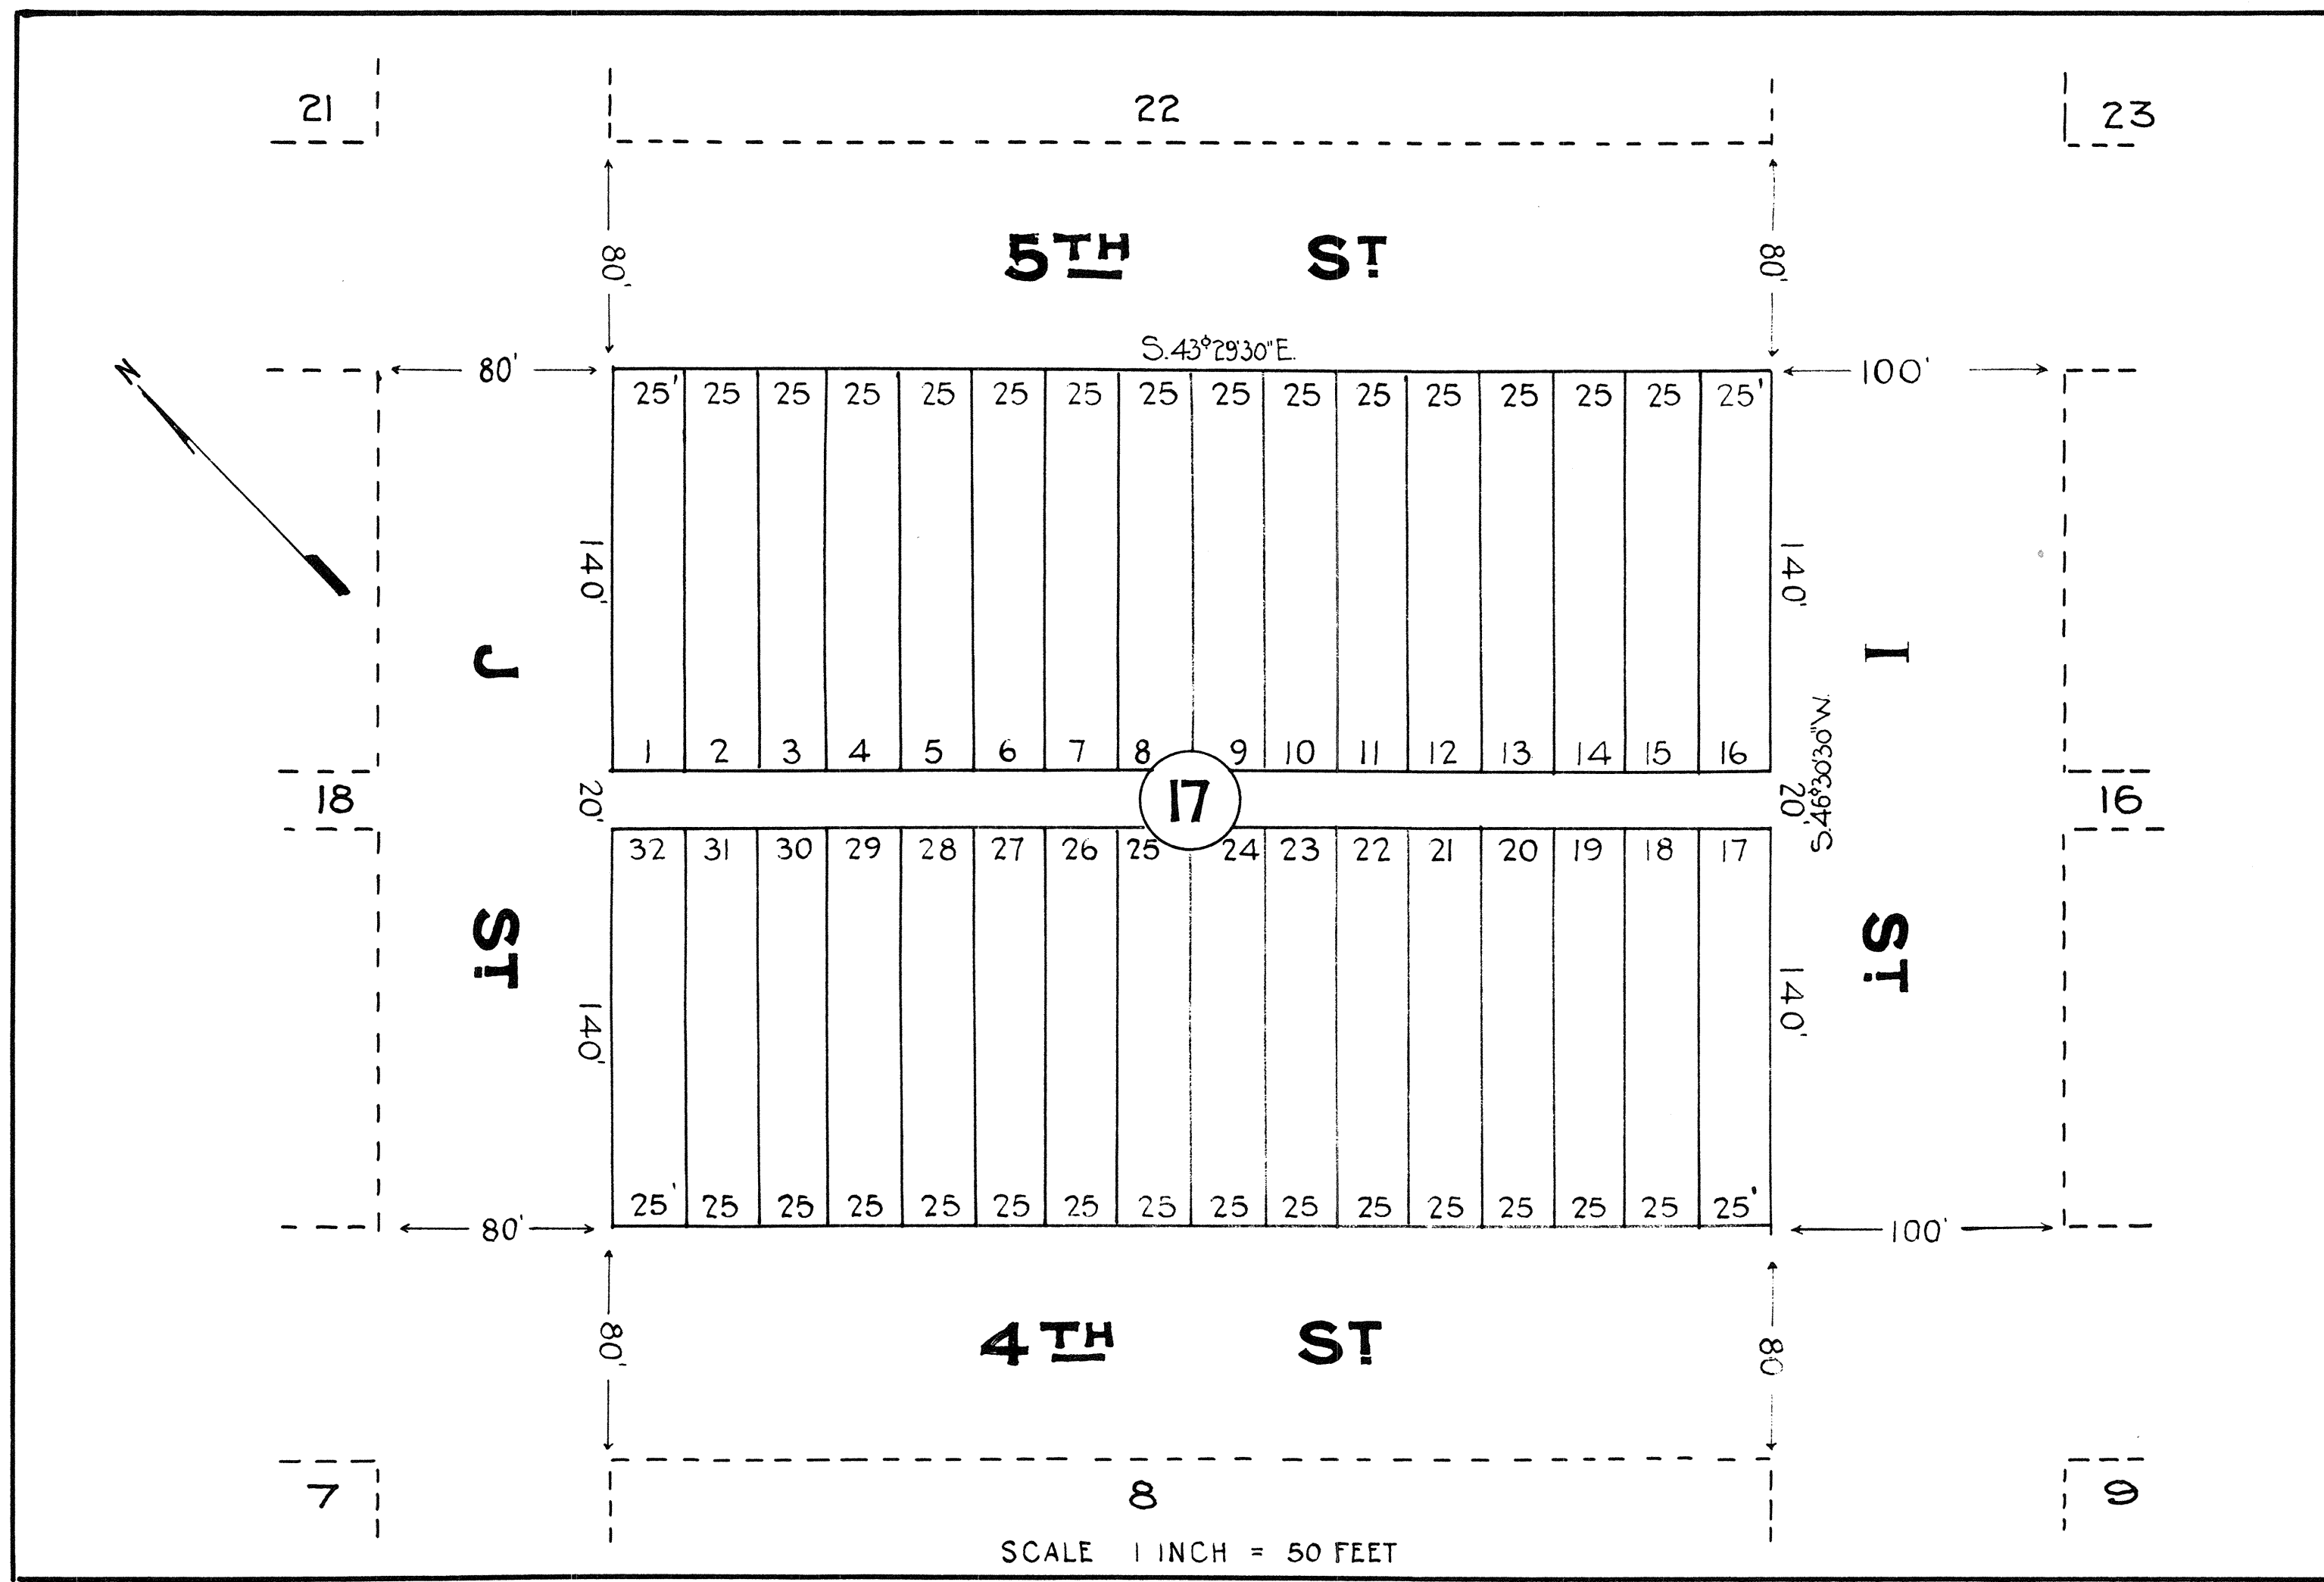 21 22 23
5TH ST
80' 80'
S.43°29'30"E.
N
80' 100'
25' 25 25 25 25 25 25 25 25 25 25 25 25 25 25 25'
140' 140'
J I
1 2 3 4 5 6 7 8 9 10 11 12 13 14 15 16
S.46°30'30"W.
18 20' 17 20' 16
32 31 30 29 28 27 26 25 24 23 22 21 20 19 18 17
ST ST
140' 140'
25' 25 25 25 25 25 25 25 25 25 25 25 25 25 25 25'
80' 100'
4TH ST
80' 80
7 8 9
SCALE 1 INCH = 50 FEET